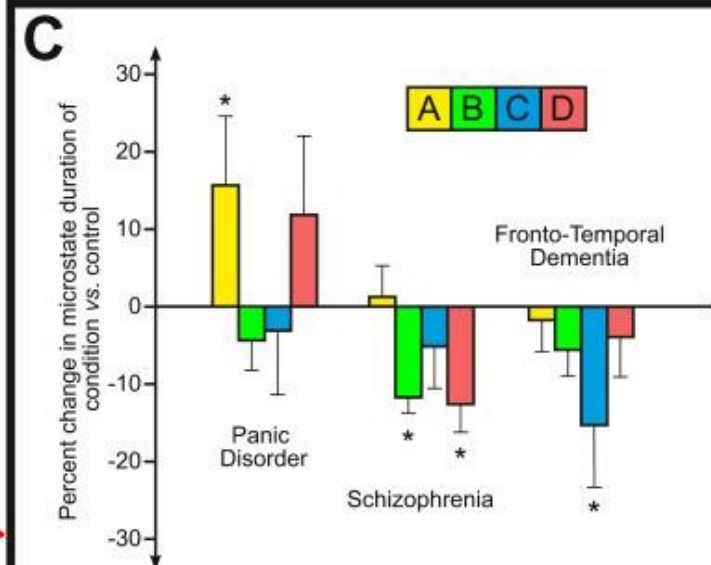 C
Percent change in microstate duration of
condition vs. control
30
20
10
0
-10
-20
-30
*
A B C D
Fronto-Temporal
Dementia
Panic
Disorder
*
*
Schizophrenia
*